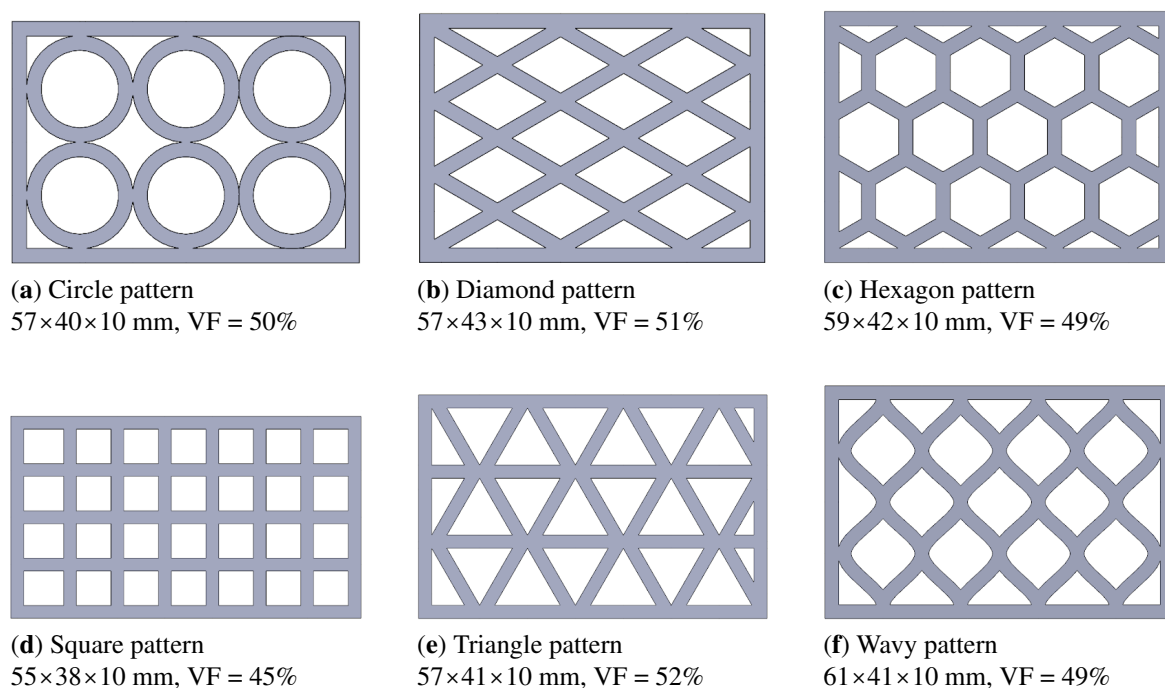 (a) Circle pattern
57×40×10 mm, VF = 50%
(b) Diamond pattern
57×43×10 mm, VF = 51%
(c) Hexagon pattern
59×42×10 mm, VF = 49%
(d) Square pattern
55×38×10 mm, VF = 45%
(e) Triangle pattern
57×41×10 mm, VF = 52%
(f) Wavy pattern
61×41×10 mm, VF = 49%